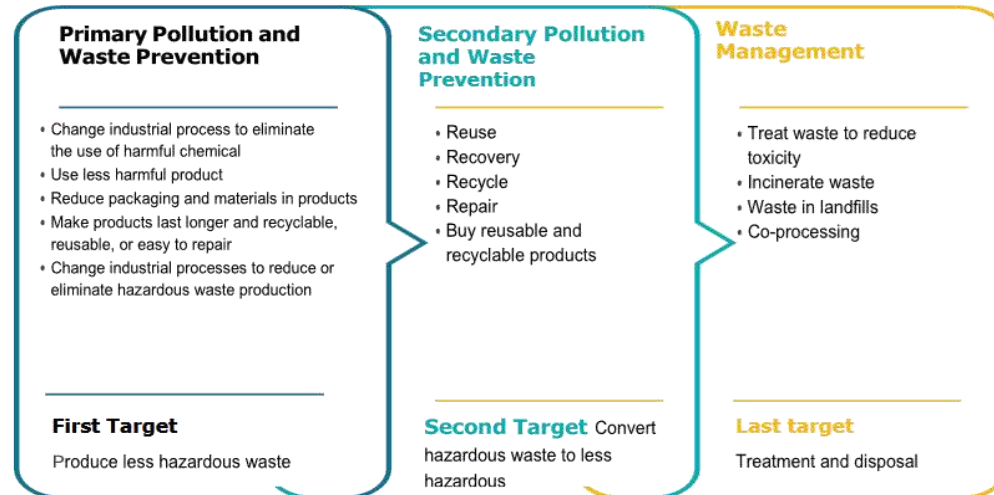 Primary Pollution and
Waste Prevention
• Change industrial process to eliminate
the use of harmful chemical
• Use less harmful product
• Reduce packaging and materials in products
• Make products last longer and recyclable,
reusable, or easy to repair
• Change industrial processes to reduce or
eliminate hazardous waste production
First Target
Produce less hazardous waste
Secondary Pollution
and Waste
Prevention
• Reuse
• Recovery
• Recycle
• Repair
• Buy reusable and
recyclable products
Second Target Convert
hazardous waste to less
hazardous
Waste
Management
• Treat waste to reduce
toxicity
• Incinerate waste
• Waste in landfills
• Co-processing
Last target
Treatment and disposal